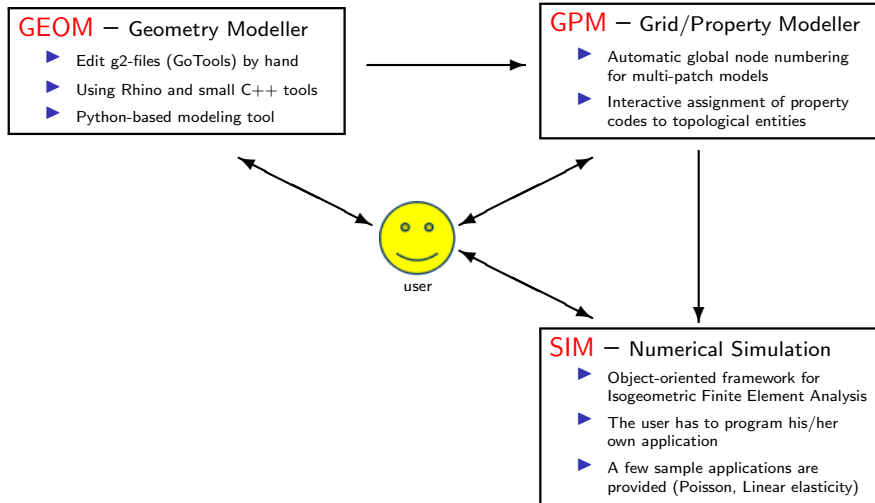 GEOM – Geometry Modeller
Edit g2-files (GoTools) by hand
Using Rhino and small C++ tools
Python-based modeling tool
GPM – Grid/Property Modeller
Automatic global node numbering
for multi-patch models
Interactive assignment of property
codes to topological entities
user
SIM – Numerical Simulation
Object-oriented framework for
Isogeometric Finite Element Analysis
The user has to program his/her
own application
A few sample applications are
provided (Poisson, Linear elasticity)